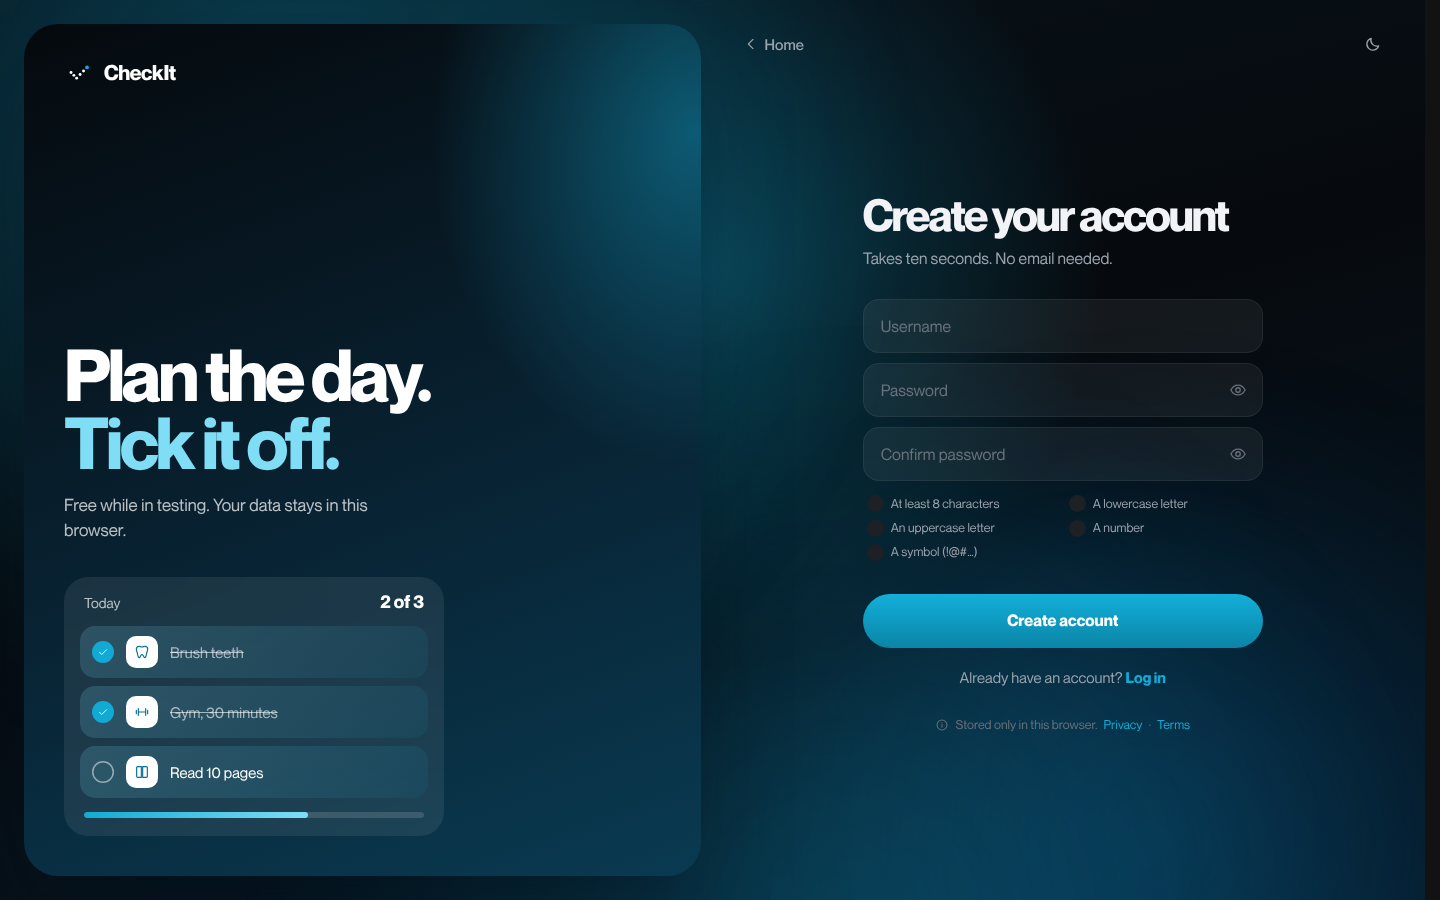 CheckIt
Plan the day.
Tick it off.
Free while in testing. Your data stays in this
browser.
Today
2 of 3
Brush teeth
Gym, 30 minutes
Read 10 pages
Home
Create your account
Takes ten seconds. No email needed.
Username
Password
Confirm password
At least 8 characters
A lowercase letter
An uppercase letter
A number
A symbol (!@#...)
Create account
Already have an account? Log in
Stored only in this browser. Privacy · Terms